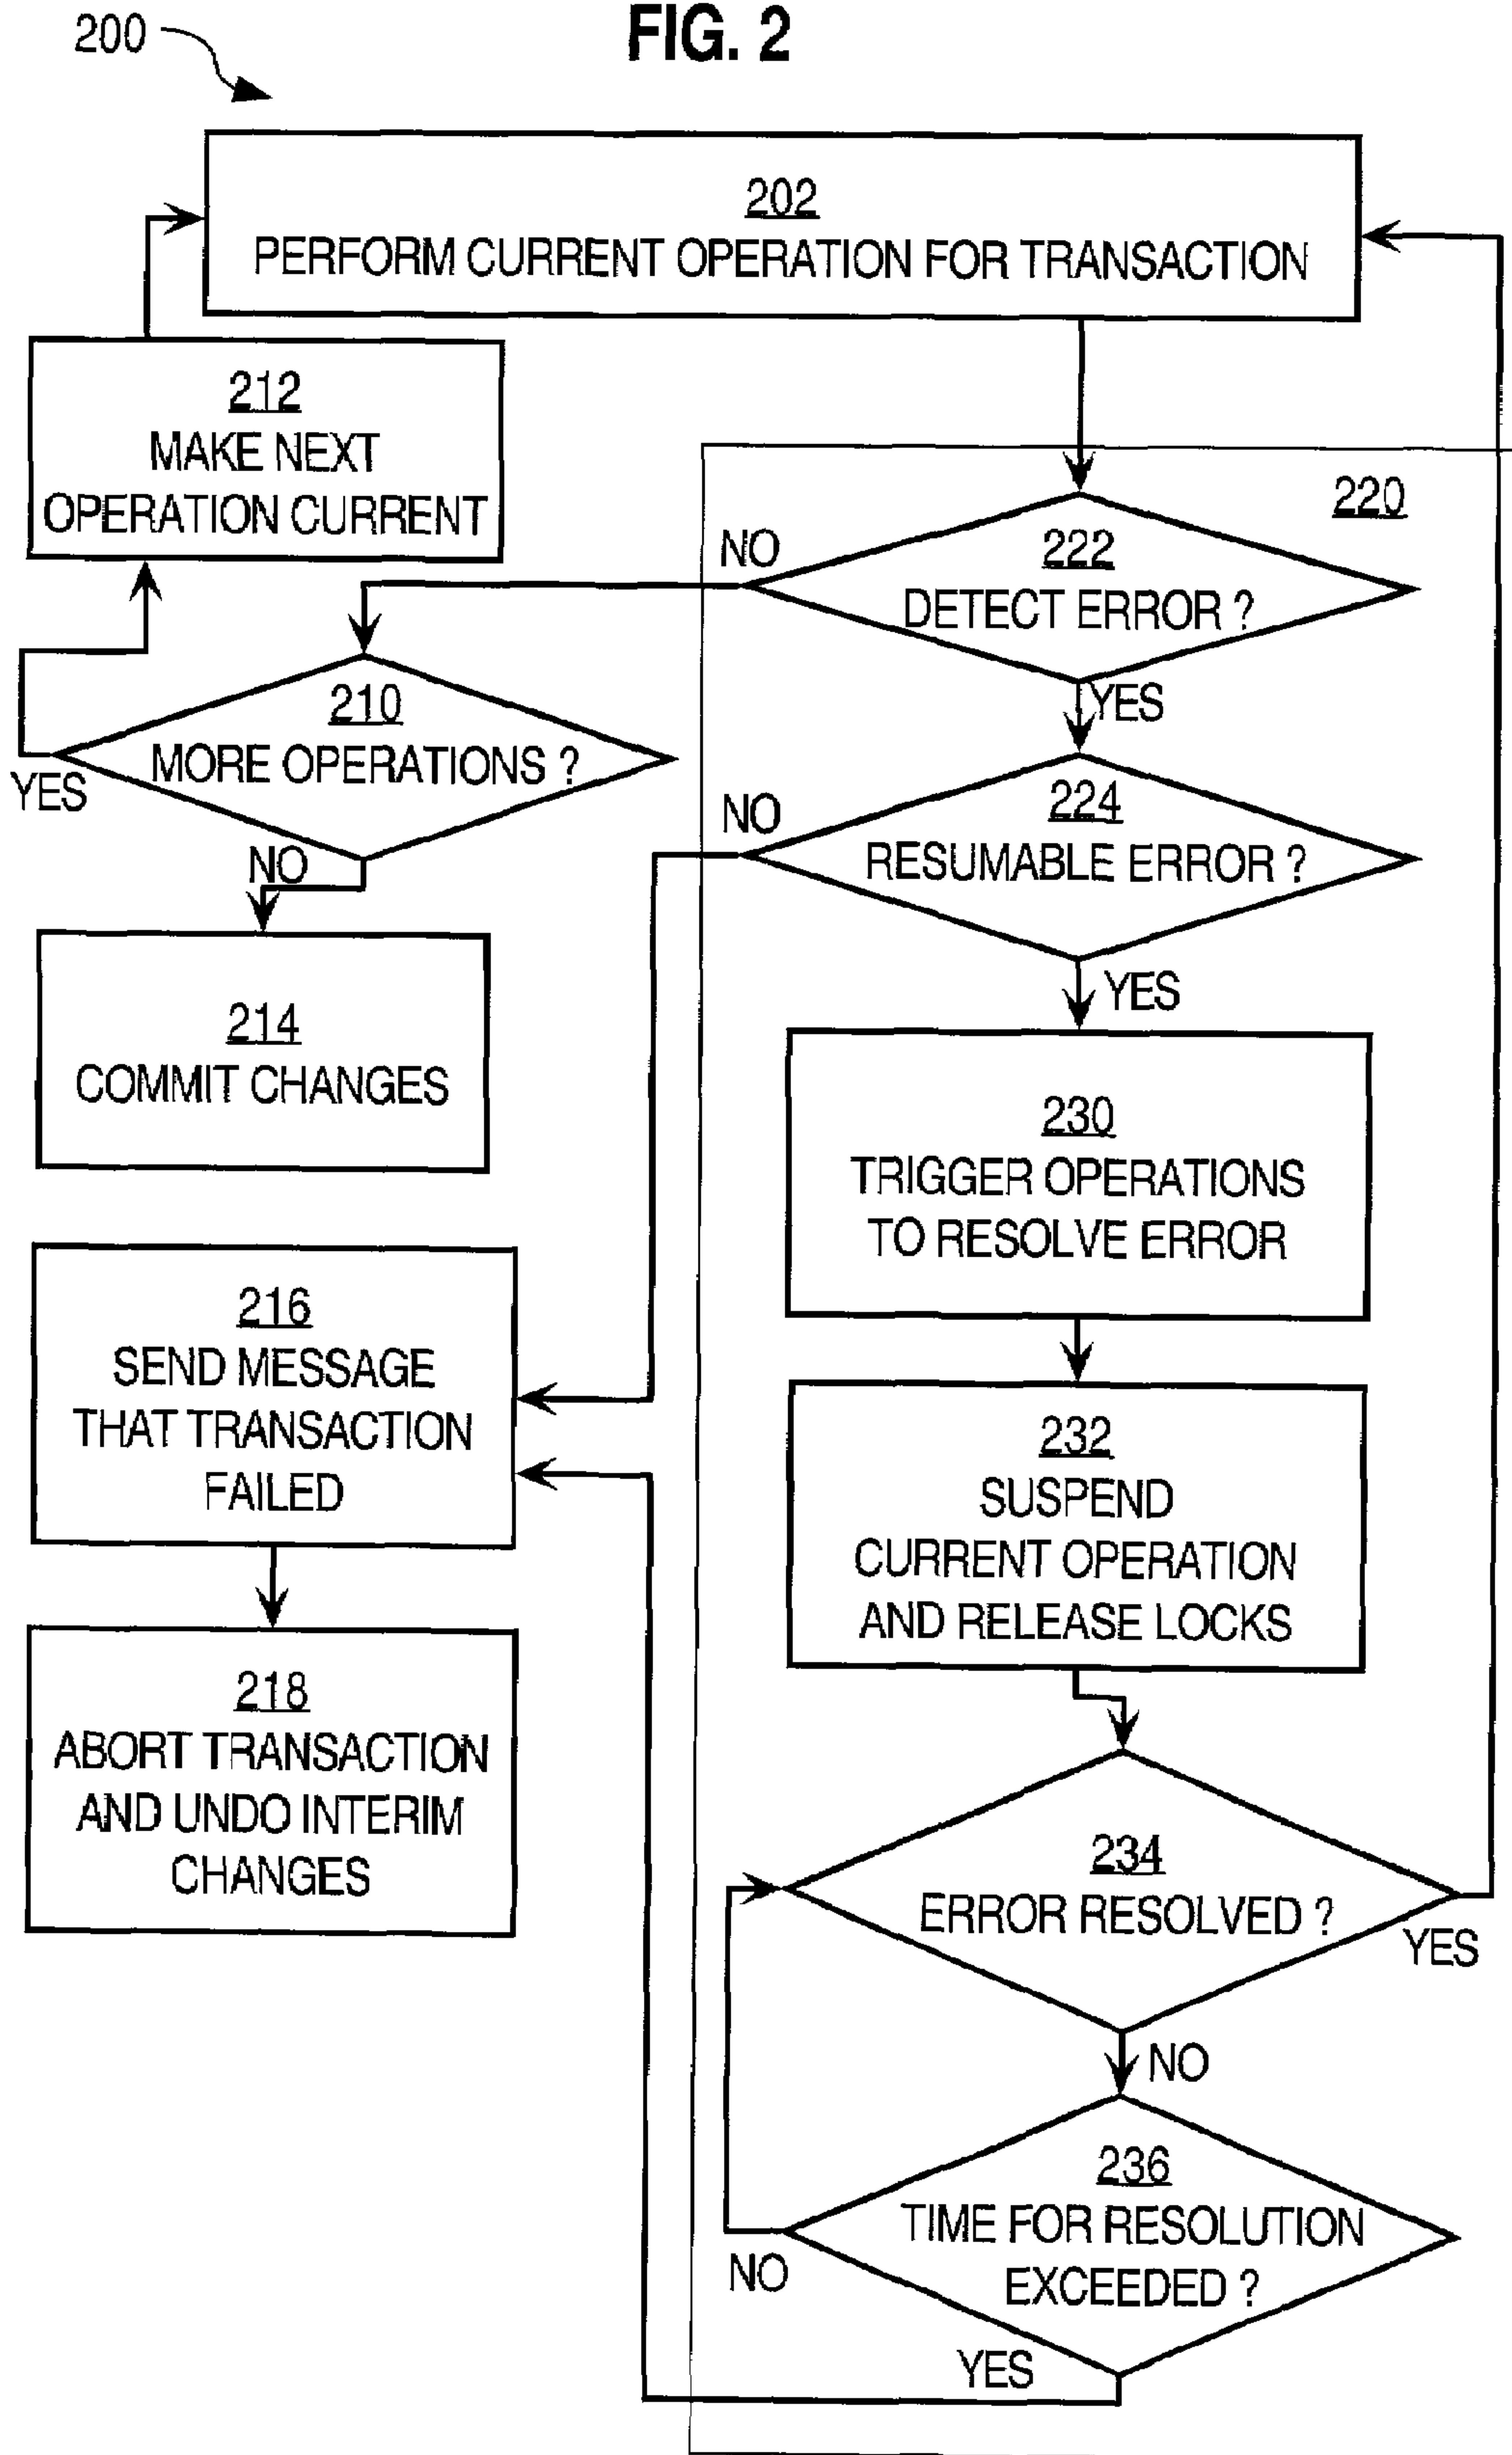 FIG. 2
200
202
PERFORM CURRENT OPERATION FOR TRANSACTION
212
MAKE NEXT
OPERATION CURRENT
220
NO
222
DETECT ERROR ?
YES
210
MORE OPERATIONS ?
YES
NO
NO
224
RESUMABLE ERROR ?
YES
214
COMMIT CHANGES
230
TRIGGER OPERATIONS
TO RESOLVE ERROR
216
SEND MESSAGE
THAT TRANSACTION
FAILED
232
SUSPEND
CURRENT OPERATION
AND RELEASE LOCKS
218
ABORT TRANSACTION
AND UNDO INTERIM
CHANGES
234
ERROR RESOLVED ?
YES
NO
236
TIME FOR RESOLUTION
EXCEEDED ?
NO
YES